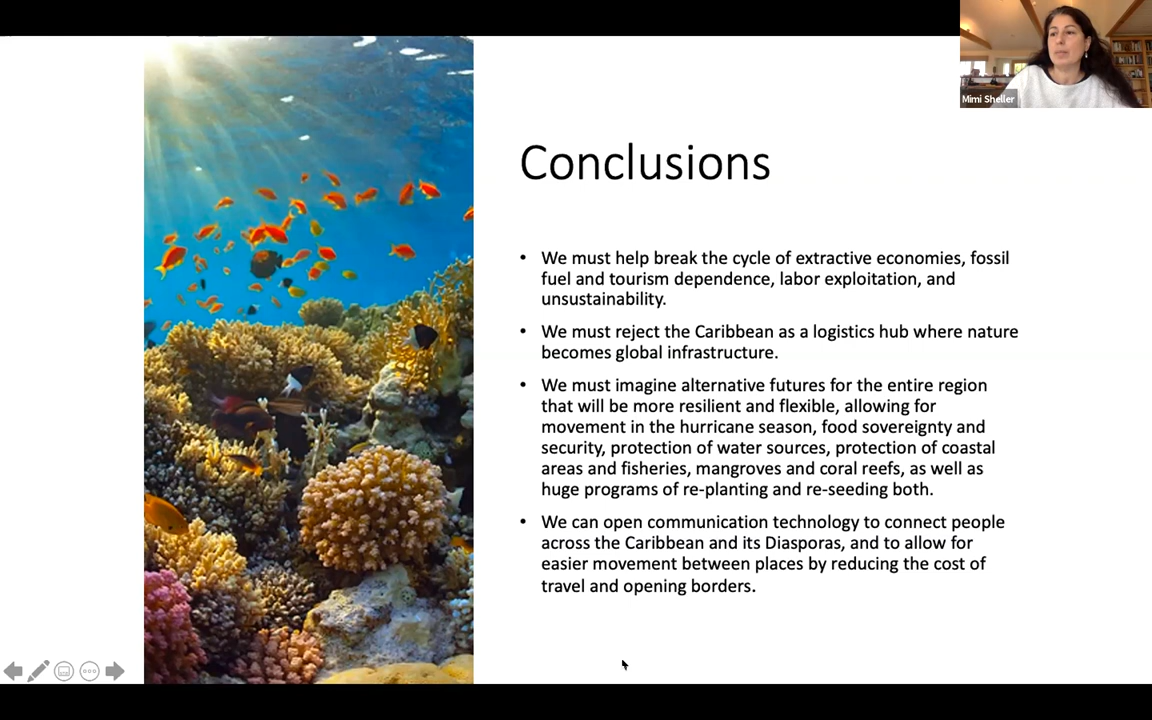 Mimi Sheller
Conclusions
• We must help break the cycle of extractive economies, fossil
fuel and tourism dependence, labor exploitation, and
unsustainability.
• We must reject the Caribbean as a logistics hub where nature
becomes global infrastructure.
• We must imagine alternative futures for the entire region
that will be more resilient and flexible, allowing for
movement in the hurricane season, food sovereignty and
security, protection of water sources, protection of coastal
areas and fisheries, mangroves and coral reefs, as well as
huge programs of re-planting and re-seeding both.
• We can open communication technology to connect people
across the Caribbean and its Diasporas, and to allow for
easier movement between places by reducing the cost of
travel and opening borders.